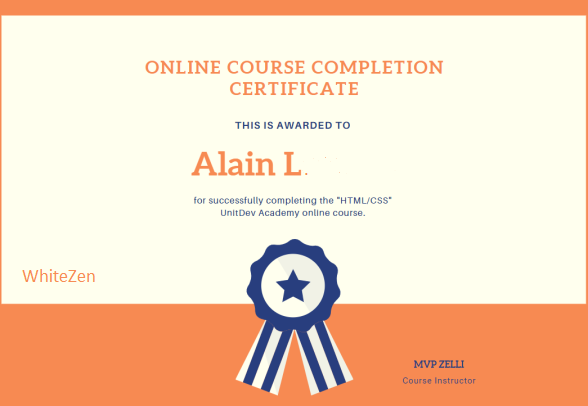 ONLINE COURSE COMPLETION
CERTIFICATE
THIS IS AWARDED TO
Alain L.
for successfully completing the "HTML/CSS"
UnitDev Academy online course.
WhiteZen
MVP ZELLI
Course Instructor